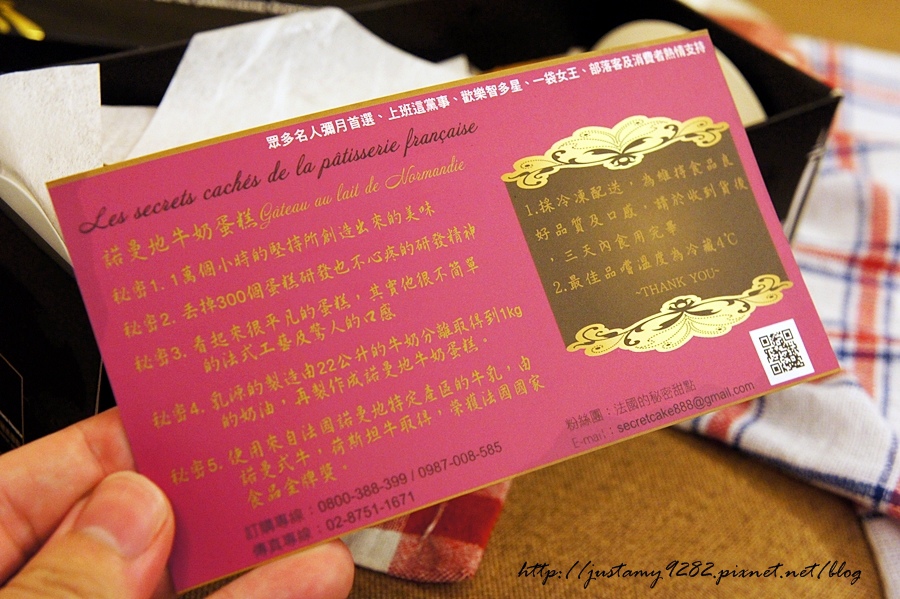 眾多名人彌月首選、上班這黨事、歡樂智多星、一袋女王、部落客及消費者熱情支持
Les secrets cachés de la pâtisserie française
諾曼地牛奶蛋糕 Gâteau au lait de Normandie
秘密1. 1萬個小時的堅持所創造出來的美味
秘密2. 丟掉300個蛋糕研發也不心疼的研發精神
秘密3. 看起來很平凡的蛋糕，其實他很不簡單
的法式工藝及驚人的口感
秘密4. 乳源的製造由22公升的牛奶分離取得到1kg
的奶油，再製作成諾曼地牛奶蛋糕。
秘密5. 使用來自法國諾曼地特定產區的牛乳，由
諾曼式牛，荷斯坦牛取得，榮獲法國國家
食品金牌獎。
訂購專線：0800-388-399 / 0987-008-585
傳真專線：02-8751-1671
1.採冷凍配送，為維持食品良
好品質及口感，請於收到貨後
，三天內食用完畢
2.最佳品嚐溫度為冷藏4℃
~THANK YOU~
粉絲團：法國的秘密甜點
E-mail：secretcake888@gmail.com
http://justamy9282.pixnet.net/blog